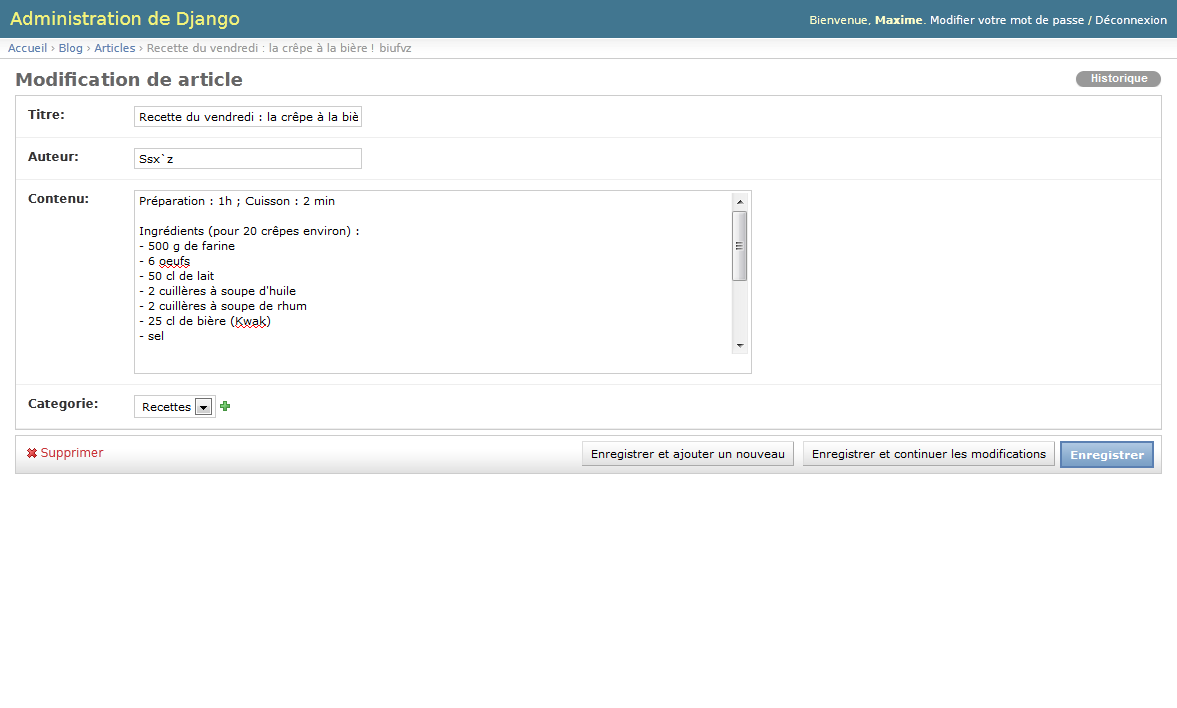 Administration de Django
Bienvenue, Maxime. Modifier votre mot de passe / Déconnexion
Accueil › Blog › Articles › Recette du vendredi : la crêpe à la bière ! biufvz
Modification de article
Historique
Titre:
Recette du vendredi : la crêpe à la biè
Auteur:
Ssx`z
Contenu:
Préparation : 1h ; Cuisson : 2 min
Ingrédients (pour 20 crêpes environ) :
- 500 g de farine
- 6 oeufs
- 50 cl de lait
- 2 cuillères à soupe d'huile
- 2 cuillères à soupe de rhum
- 25 cl de bière (Kwak)
- sel
Categorie:
Recettes
Supprimer
Enregistrer et ajouter un nouveau
Enregistrer et continuer les modifications
Enregistrer